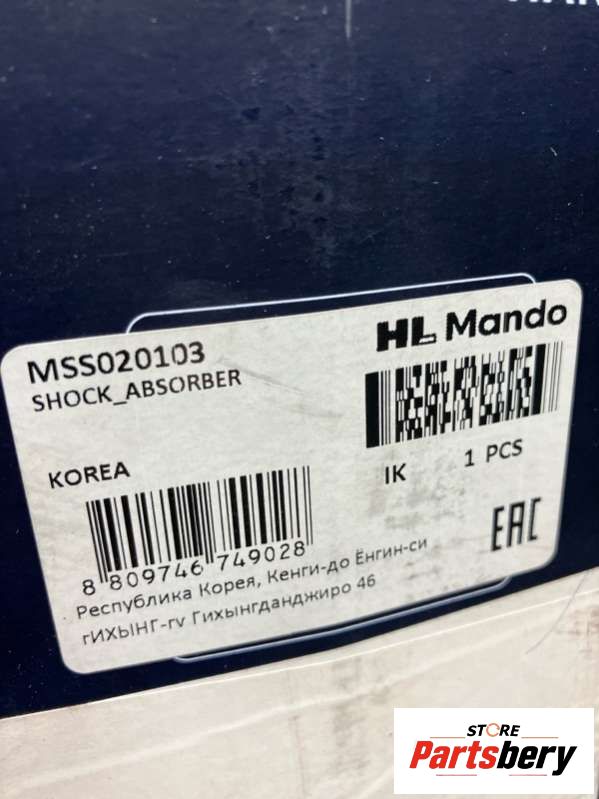 HL Mando
MSS020103
SHOCK_ABSORBER
KOREA
IK
1 PCS
8 809746 749028
EAC
Республика Корея, Кенги-до Ёнгин-си
гИХЫНГ-гу Гихынгданджиро 46
STORE
Partsbery